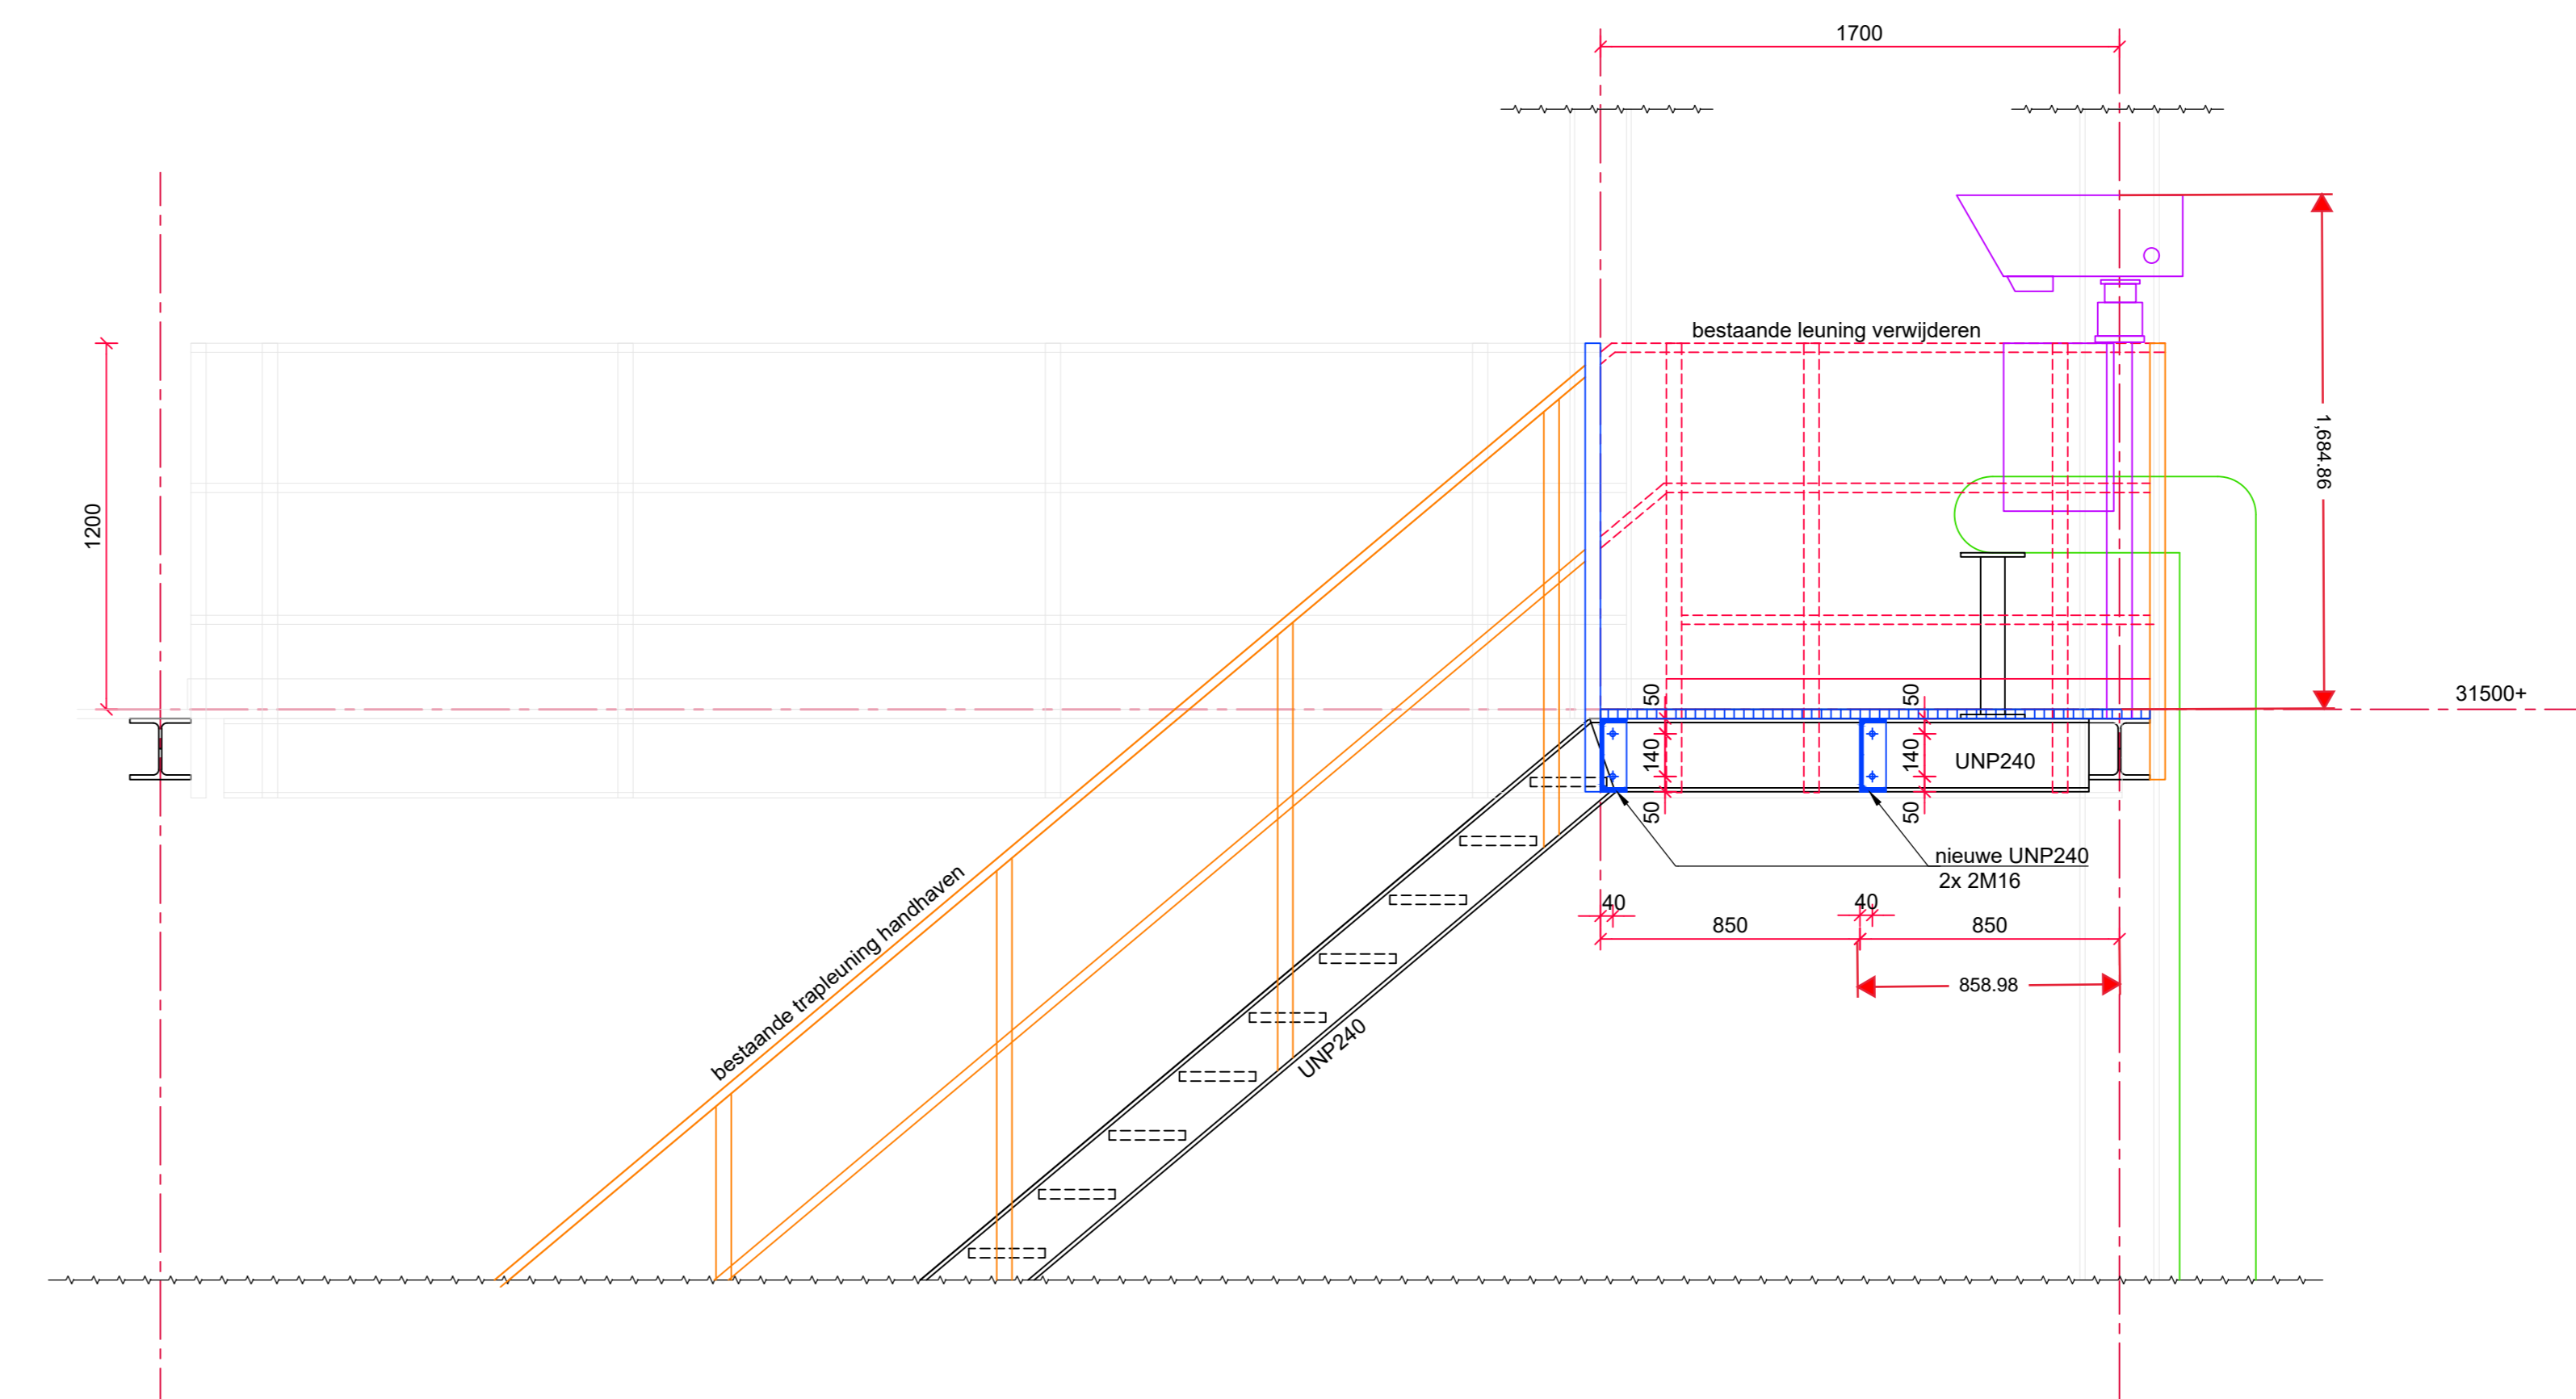 1700
bestaande leuning verwijderen
1,684.86
1200
31500+
50
50
140
140
UNP240
50
50
nieuwe UNP240
2x 2M16
40
40
850
850
858.98
bestaande trapleuning handhaven
UNP240